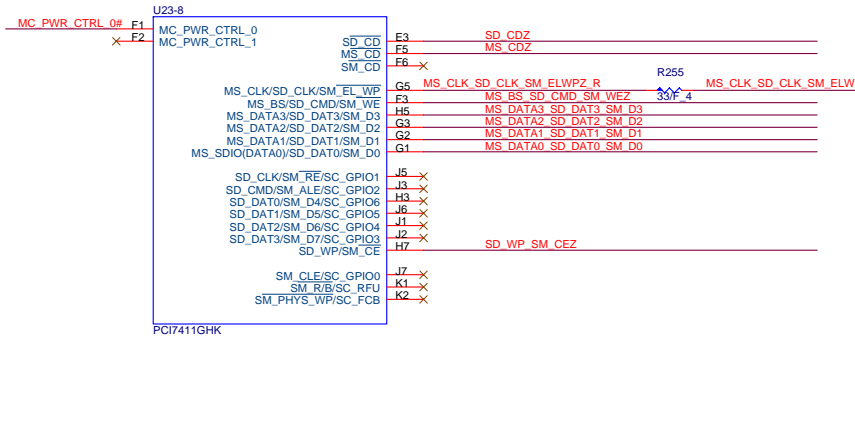 U23-8
MC_PWR_CTRL_0# F1 MC_PWR_CTRL_0
F2 MC_PWR_CTRL_1
SD_CD E3 SD_CDZ
MS_CD F5 MS_CDZ
SM_CD F6
R255
MS_CLK/SD_CLK/SM_EL_WP G5 MS_CLK_SD_CLK_SM_ELWPZ_R MS_CLK_SD_CLK_SM_ELW
MS_BS/SD_CMD/SM_WE F3 MS_BS_SD_CMD_SM_WEZ 33/F_4
MS_DATA3/SD_DAT3/SM_D3 H5 MS_DATA3_SD_DAT3_SM_D3
MS_DATA2/SD_DAT2/SM_D2 G3 MS_DATA2_SD_DAT2_SM_D2
MS_DATA1/SD_DAT1/SM_D1 G2 MS_DATA1_SD_DAT1_SM_D1
MS_SDIO(DATA0)/SD_DAT0/SM_D0 G1 MS_DATA0_SD_DAT0_SM_D0
SD_CLK/SM_RE/SC_GPIO1 J5
SD_CMD/SM_ALE/SC_GPIO2 J3
SD_DAT0/SM_D4/SC_GPIO6 H3
SD_DAT1/SM_D5/SC_GPIO5 J6
SD_DAT2/SM_D6/SC_GPIO4 J1
SD_DAT3/SM_D7/SC_GPIO3 J2
SD_WP/SM_CE H7 SD_WP_SM_CEZ
SM_CLE/SC_GPIO0 J7
SM_R/B/SC_RFU K1
SM_PHYS_WP/SC_FCB K2
PCI7411GHK